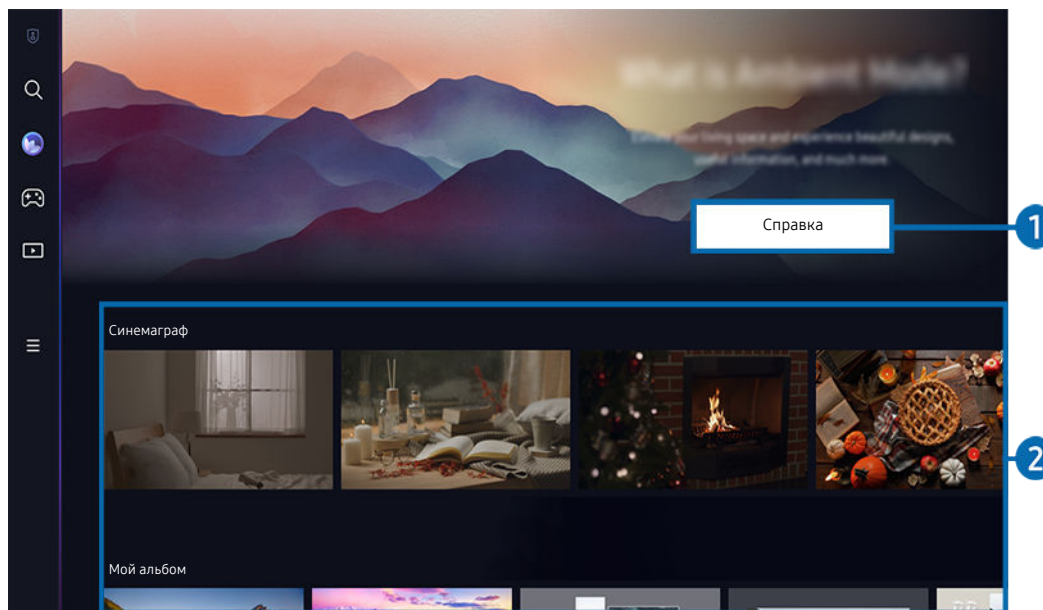 What is Ambient Mode?
your living space and experience beautiful designs,
useful information, and much more.
Справка
1
Синемаграф
2
Мой альбом